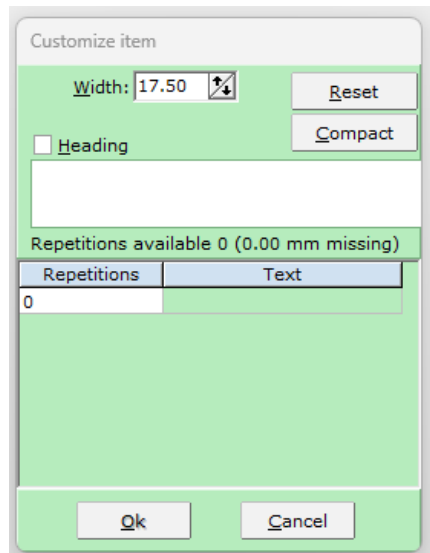 Customize item
Width: 17.50
Reset
Compact
Heading
Repetitions available 0 (0.00 mm missing)
Repetitions Text
0
Ok Cancel